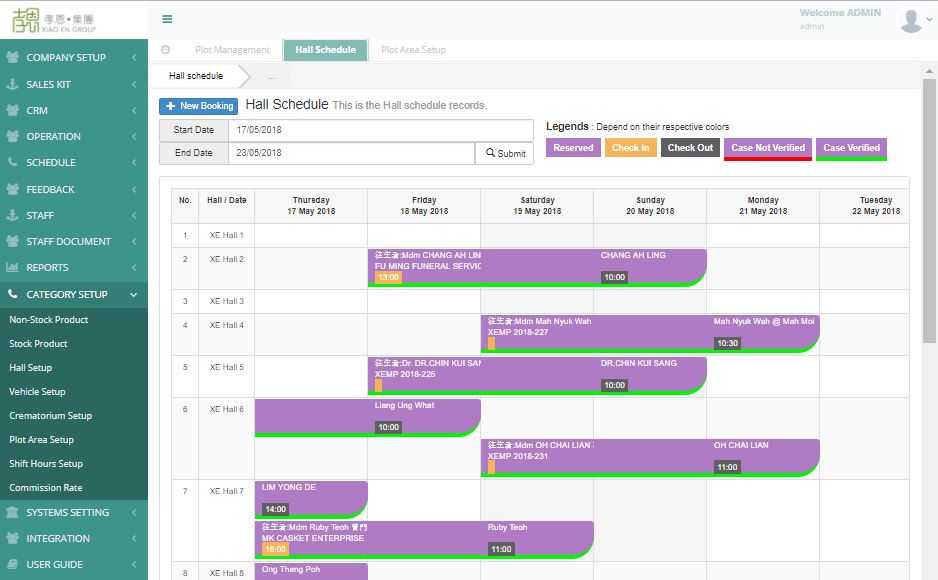 孝恩•集團
XIAO EN GROUP
Welcome ADMIN
admin
Plot Management
Hall Schedule
Plot Area Setup
Hall schedule
...
COMPANY SETUP
SALES KIT
CRM
OPERATION
SCHEDULE
FEEDBACK
STAFF
STAFF DOCUMENT
REPORTS
CATEGORY SETUP
Non-Stock Product
Stock Product
Hall Setup
Vehicle Setup
Crematorium Setup
Plot Area Setup
Shift Hours Setup
Commission Rate
SYSTEMS SETTING
INTEGRATION
USER GUIDE
New Booking
Hall Schedule This is the Hall schedule records.
Start Date 17/05/2018
End Date 23/05/2018 Submit
Legends : Depend on their respective colors
Reserved Check In Check Out Case Not Verified Case Verified
No. Hall / Date Thursday Friday Saturday Sunday Monday Tuesday
17 May 2018 18 May 2018 19 May 2018 20 May 2018 21 May 2018 22 May 2018
1 XE Hall 1
2 XE Hall 2 往生者:Mdm CHANG AH LIN CHANG AH LING
FU MING FUNERAL SERVIC
13:00 10:00
3 XE Hall 3
4 XE Hall 4 往生者:Mdm Mah Nyuk Wah Mah Nyuk Wah @ Mah Moi
XEMP 2018-227
10:30
5 XE Hall 5 往生者:Dr. DR.CHIN KUI SAN DR.CHIN KUI SANG
XEMP 2018-225
10:00
6 XE Hall 6 Liang Ung What
10:00
往生者:Mdm OH CHAI LIAN OH CHAI LIAN
XEMP 2018-231
11:00
7 XE Hall 7 LIM YONG DE
14:00
往生者:Mdm Ruby Teoh Ruby Teoh
MK CASKET ENTERPRISE
16:00 11:00
8 XE Hall 8 Ong Theng Poh